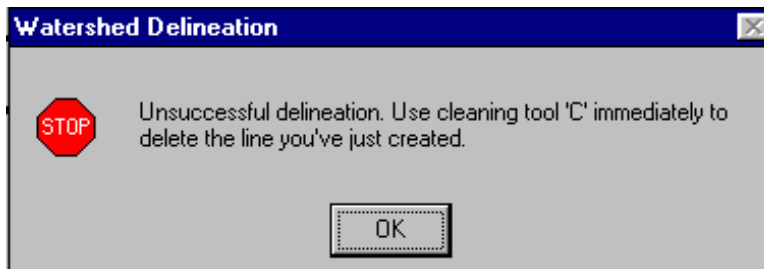 Watershed Delineation
STOP
Unsuccessful delineation. Use cleaning tool 'C' immediately to
delete the line you've just created.
OK